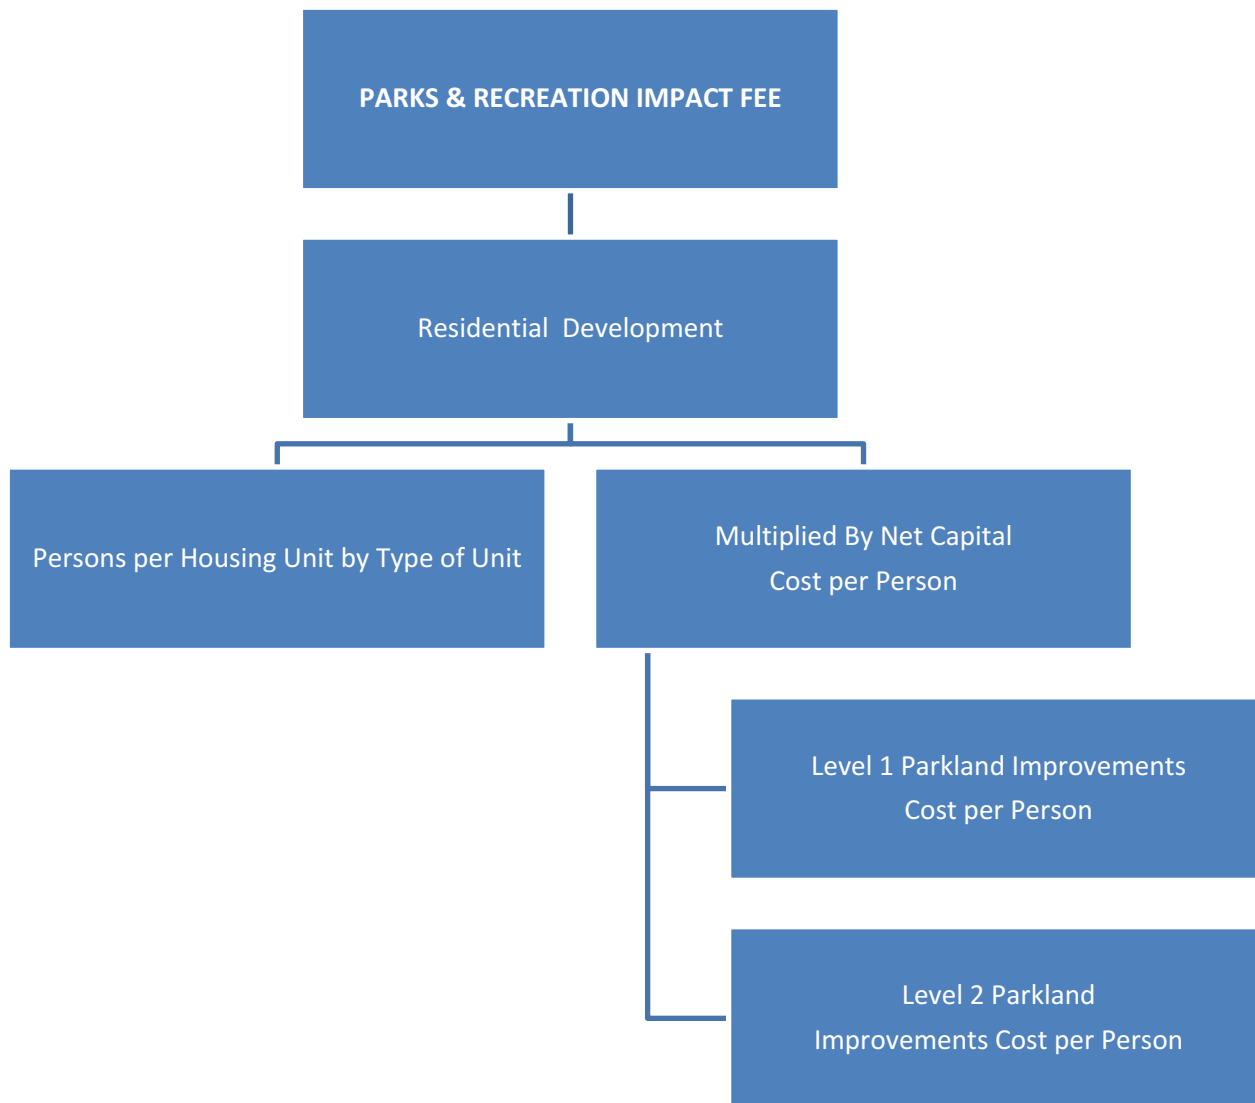 PARKS & RECREATION IMPACT FEE
Residential  Development
Persons per Housing Unit by Type of Unit
Multiplied By Net Capital
Cost per Person
Level 1 Parkland Improvements
Cost per Person
Level 2 Parkland
Improvements Cost per Person